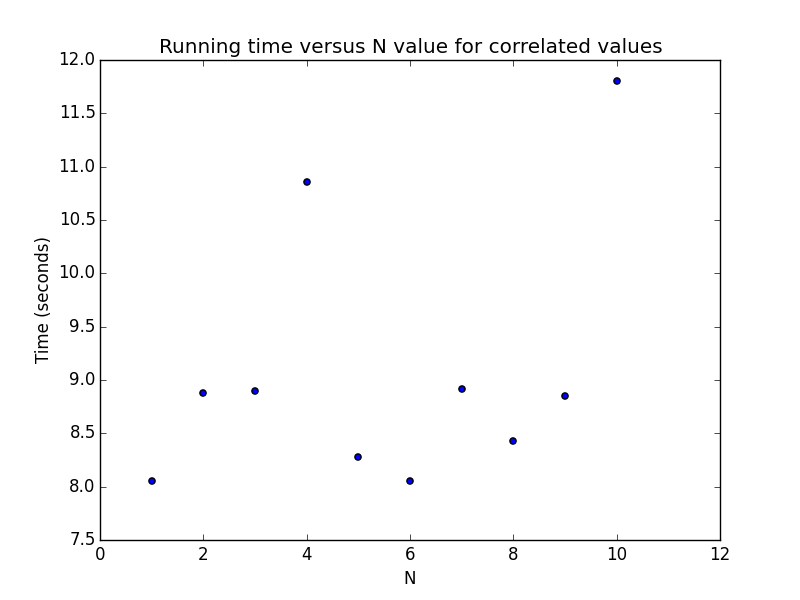 Running time versus N value for correlated values
12.0
11.5
11.0
10.5
10.0
9.5
9.0
8.5
8.0
7.5
Time (seconds)
0 2 4 6 8 10 12
N